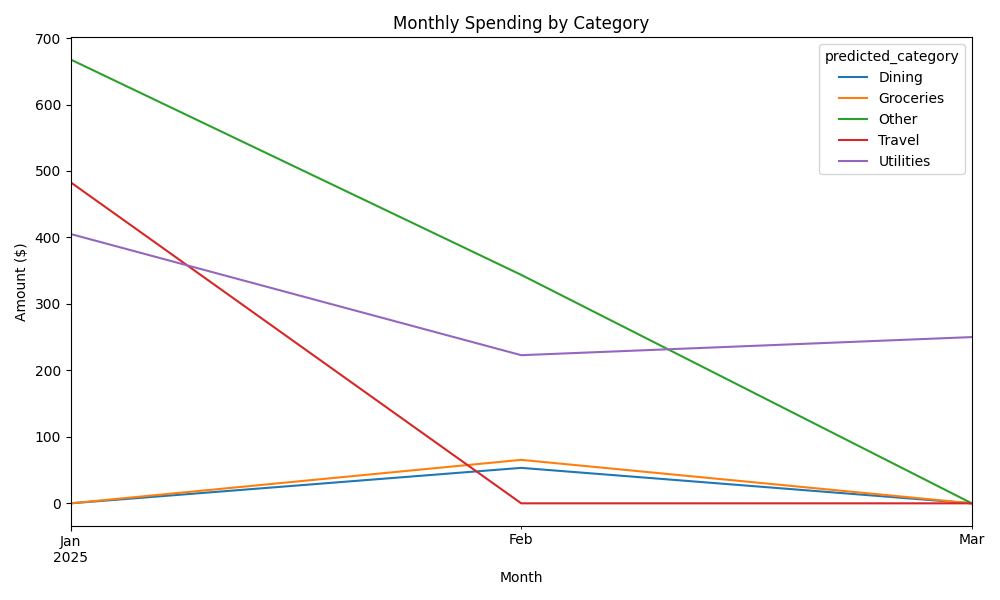 Monthly Spending by Category
predicted_category
Dining
Groceries
Other
Travel
Utilities
700
600
500
400
300
200
100
0
Amount ($)
Jan
2025
Feb
Mar
Month